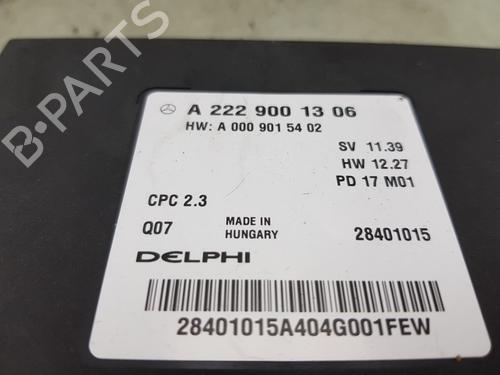 A 222 900 13 06
HW: A 000 901 54 02
SV 11.39
HW 12.27
PD 17 M01
CPC 2.3
Q07
MADE IN
HUNGARY
28401015
DELPHI
28401015A404G001FEW
B-PARTS